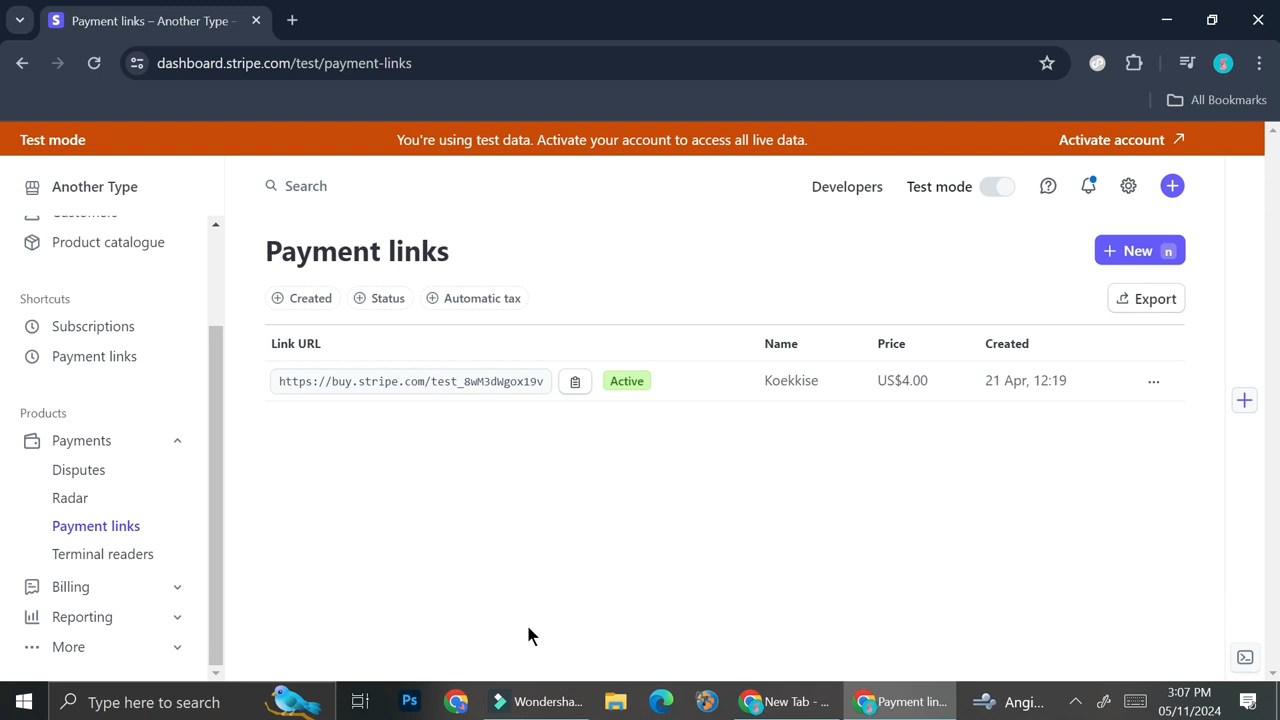 Payment links – Another Type –
dashboard.stripe.com/test/payment-links
All Bookmarks
Test mode
You're using test data. Activate your account to access all live data.
Activate account
Another Type
Search
Developers
Test mode
Customers
Product catalogue
Shortcuts
Subscriptions
Payment links
Products
Payments
Disputes
Radar
Payment links
Terminal readers
Billing
Reporting
More
Payment links
New n
Created
Status
Automatic tax
Export
Link URL
Name
Price
Created
https://buy.stripe.com/test_8wM3dWgox19v
Active
Koekkise
US$4.00
21 Apr, 12:19
Type here to search
Ps
Wondersha...
New Tab - ...
Payment lin...
Angi...
3:07 PM
05/11/2024